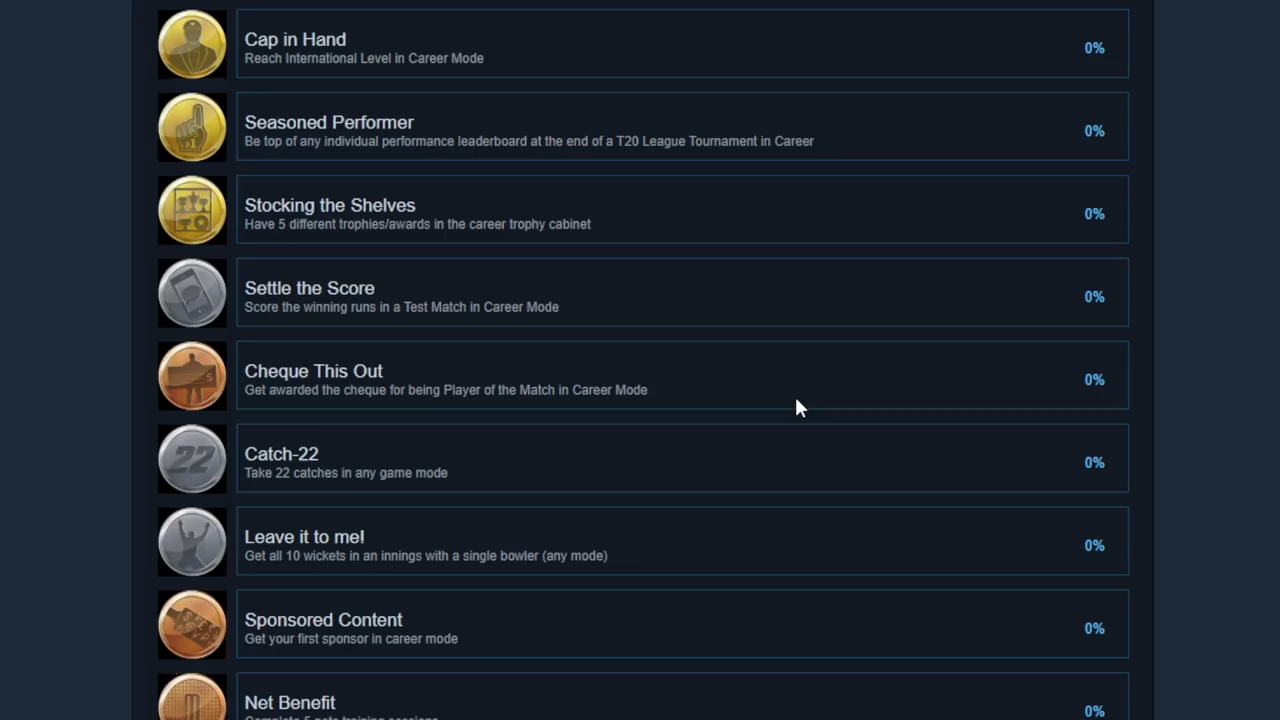 Cap in Hand
Reach International Level in Career Mode
0%
Seasoned Performer
Be top of any individual performance leaderboard at the end of a T20 League Tournament in Career
0%
Stocking the Shelves
Have 5 different trophies/awards in the career trophy cabinet
0%
Settle the Score
Score the winning runs in a Test Match in Career Mode
0%
Cheque This Out
Get awarded the cheque for being Player of the Match in Career Mode
0%
22
Catch-22
Take 22 catches in any game mode
0%
Leave it to me!
Get all 10 wickets in an innings with a single bowler (any mode)
0%
Sponsored Content
Get your first sponsor in career mode
0%
Net Benefit
Complete 5 nets training sessions
0%